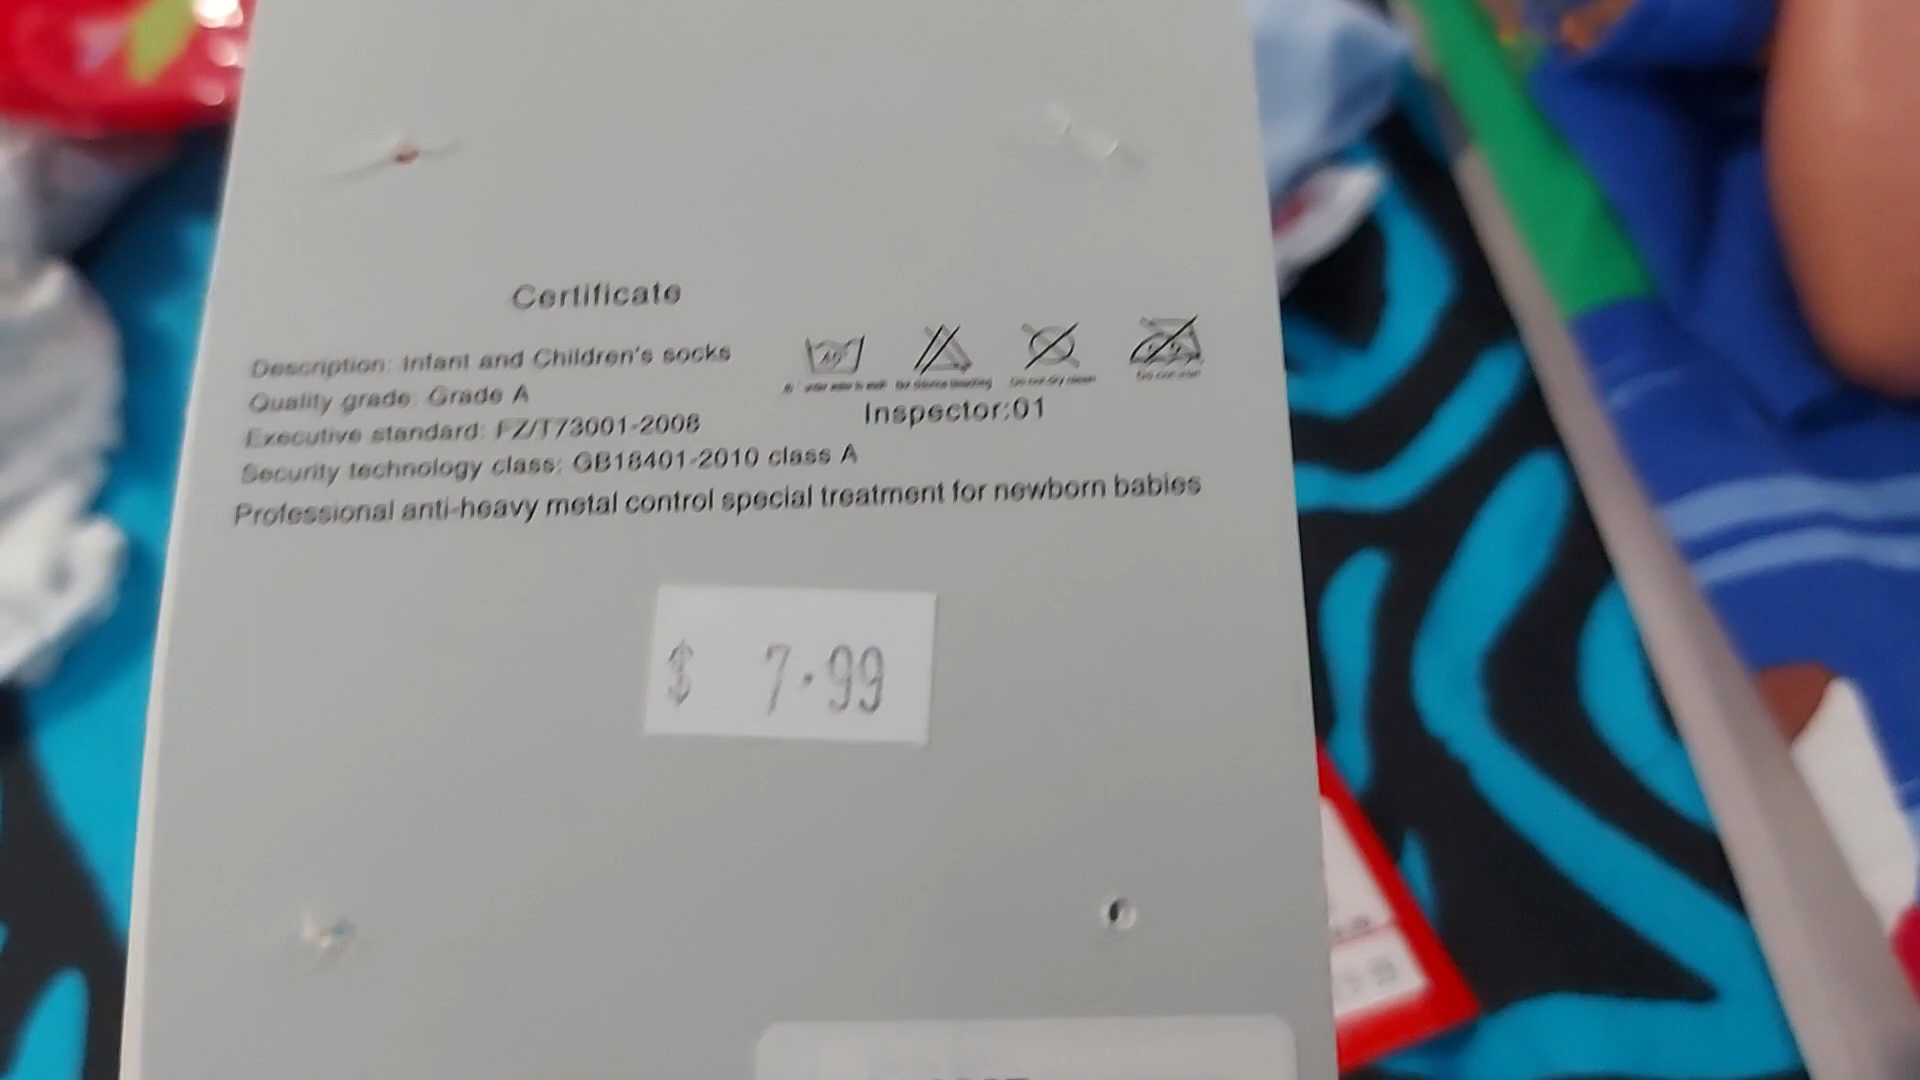 Certificate
Description: Infant and Children's socks
Quality grade: Grade A
Executive standard: FZ/T73001-2008
Inspector:01
Security technology class: GB18401-2010 class A
Professional anti-heavy metal control special treatment for newborn babies
$ 7.99